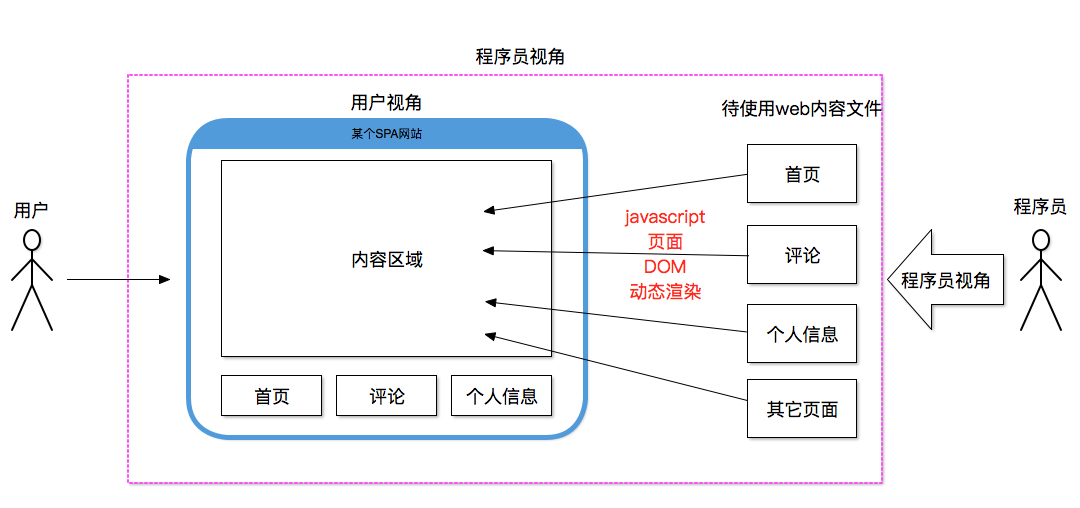 程序员视角
用户视角
待使用web内容文件
某个SPA网站
首页
用户
程序员
javascript
页面
DOM
动态渲染
内容区域
评论
程序员视角
个人信息
首页
评论
个人信息
其它页面